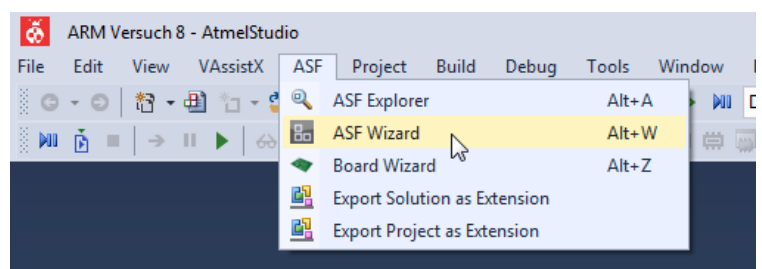 ARM Versuch 8 - AtmelStudio
File Edit View VAssistX ASF Project Build Debug Tools Window
ASF Explorer Alt+A
ASF Wizard Alt+W
Board Wizard Alt+Z
Export Solution as Extension
Export Project as Extension